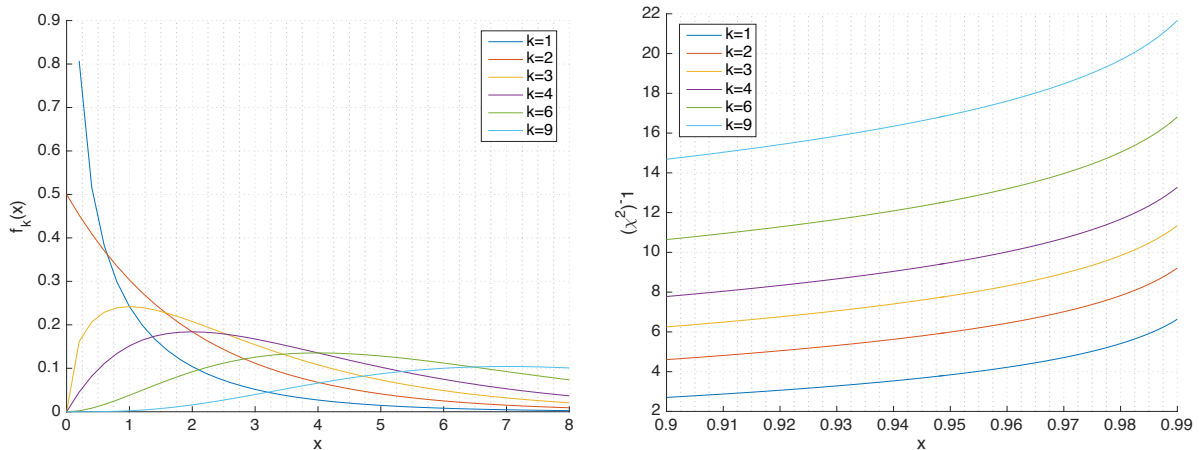 0.9
0.8
0.7
0.6
0.5
0.4
0.3
0.2
0.1
0
f_k(x)
0 1 2 3 4 5 6 7 8
x
k=1
k=2
k=3
k=4
k=6
k=9
22
20
18
16
14
12
10
8
6
4
2
(χ²)⁻1
0.9 0.91 0.92 0.93 0.94 0.95 0.96 0.97 0.98 0.99
x
k=1
k=2
k=3
k=4
k=6
k=9